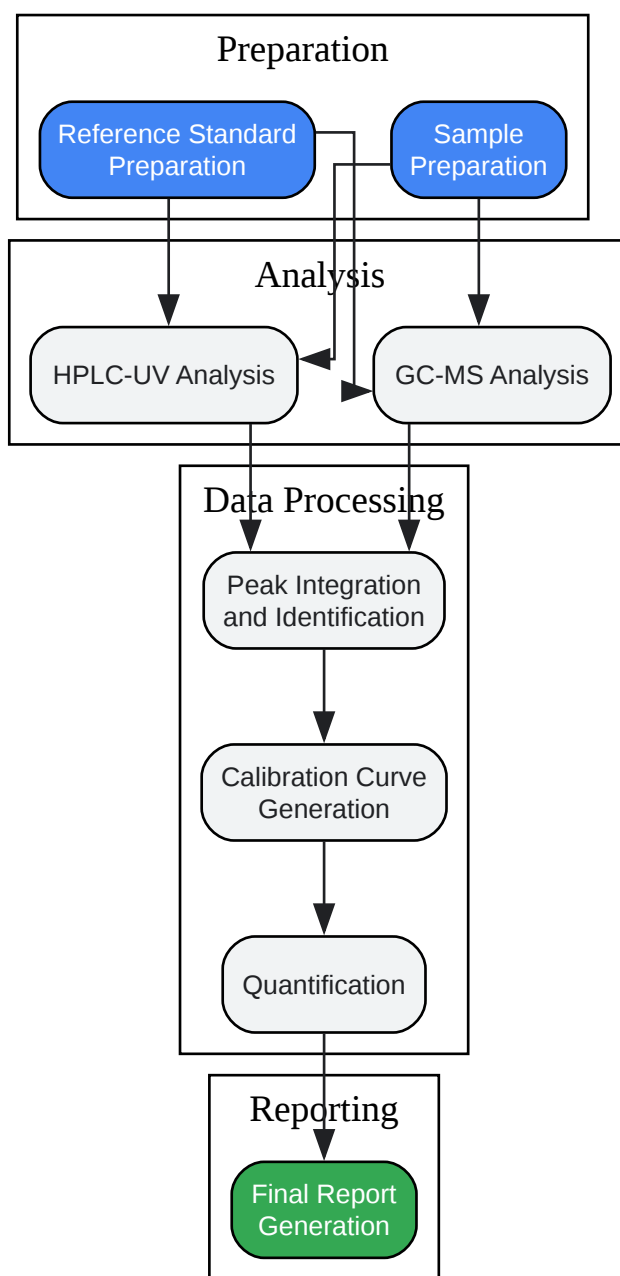 Preparation
Reference Standard
Preparation
Sample
Preparation
Analysis
HPLC-UV Analysis
GC-MS Analysis
Data Processing
Peak Integration
and Identification
Calibration Curve
Generation
Quantification
Reporting
Final Report
Generation